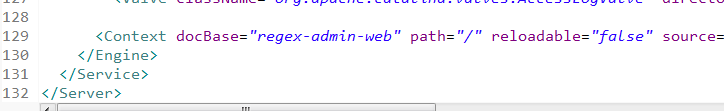 127 <Valve className="org.apache.catalina.valves.AccessLogValve" directo
128
129 <Context docBase="regex-admin-web" path="/" reloadable="false" source=
130 </Engine>
131 </Service>
132 </Server>